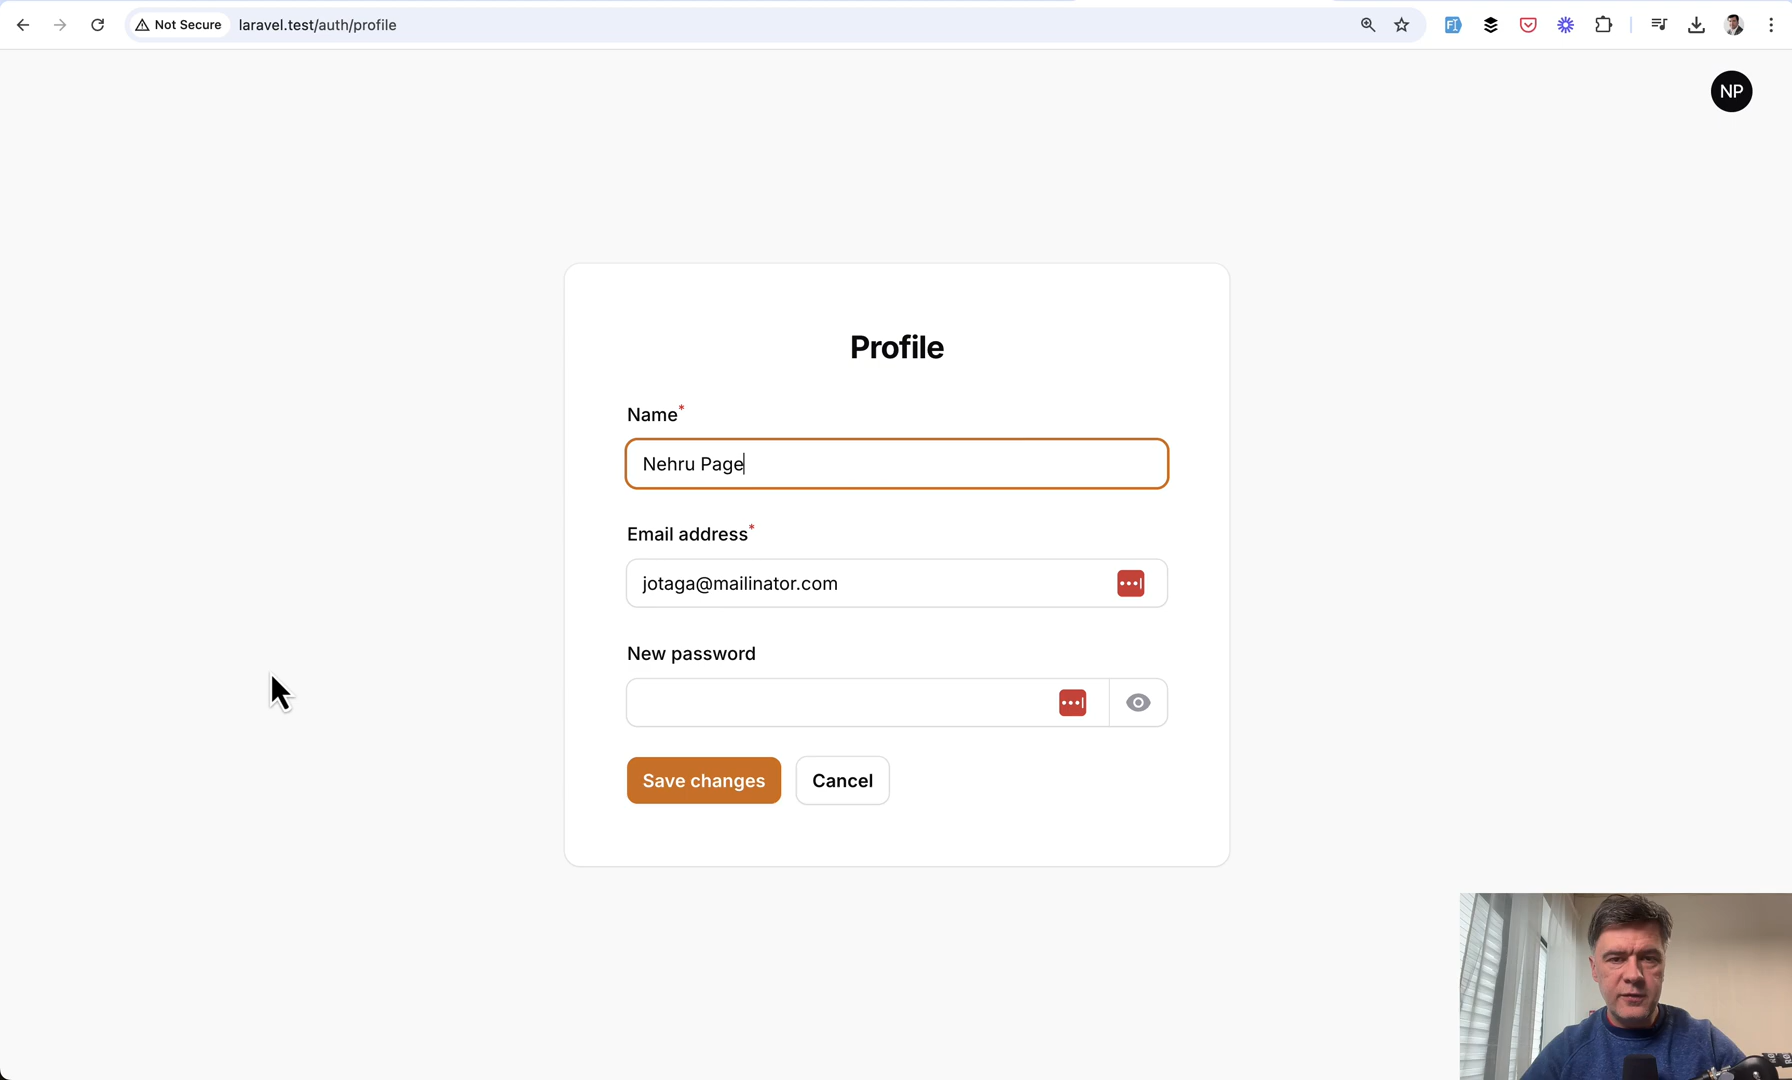 Not Secure
laravel.test/auth/profile
NP
Profile
Name*
Nehru Page
Email address*
jotaga@mailinator.com
New password
Save changes
Cancel